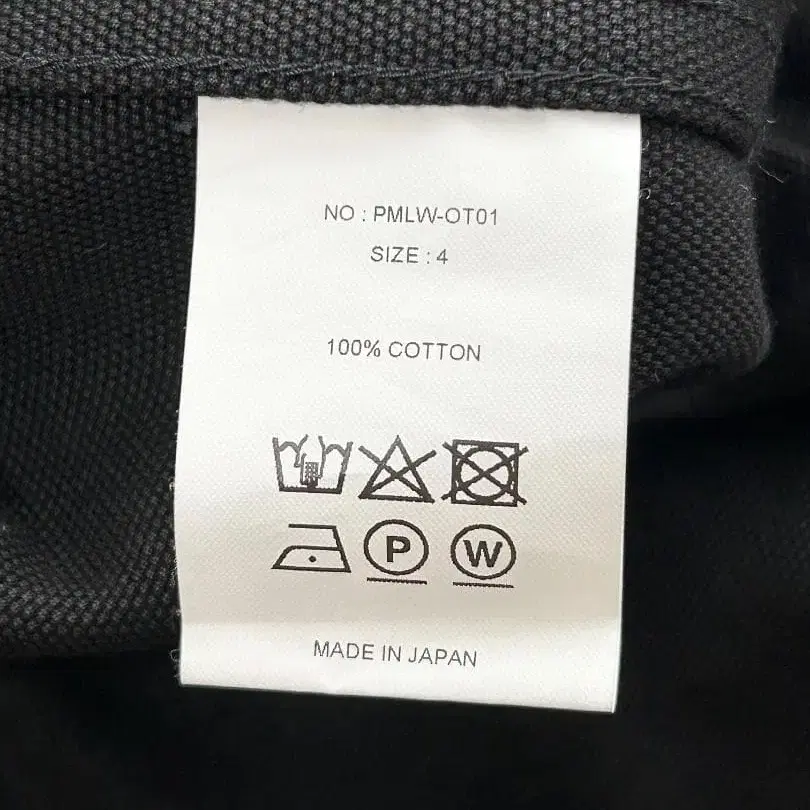 NO : PMLW-OT01
SIZE : 4
100% COTTON
P W
MADE IN JAPAN